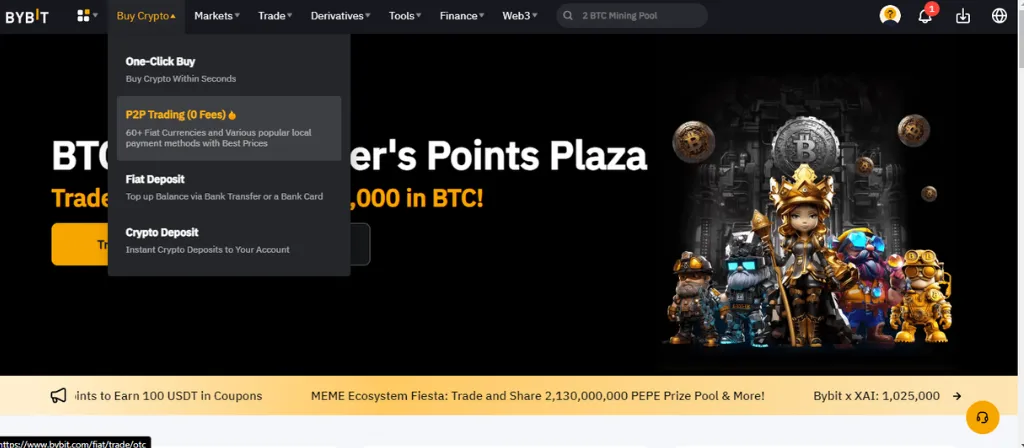 BYBIT
Buy Crypto
Markets
Trade
Derivatives
Tools
Finance
Web3
2 BTC Mining Pool
1
One-Click Buy
Buy Crypto Within Seconds
P2P Trading (0 Fees)
60+ Fiat Currencies and Various popular local
payment methods with Best Prices
Fiat Deposit
Top up Balance via Bank Transfer or a Bank Card
Crypto Deposit
Instant Crypto Deposits to Your Account
BTC er's Points Plaza
Trade ,000 in BTC!
Tr
ints to Earn 100 USDT in Coupons
MEME Ecosystem Fiesta: Trade and Share 2,130,000,000 PEPE Prize Pool & More!
Bybit x XAI: 1,025,000
https://www.bybit.com/fiat/trade/otc